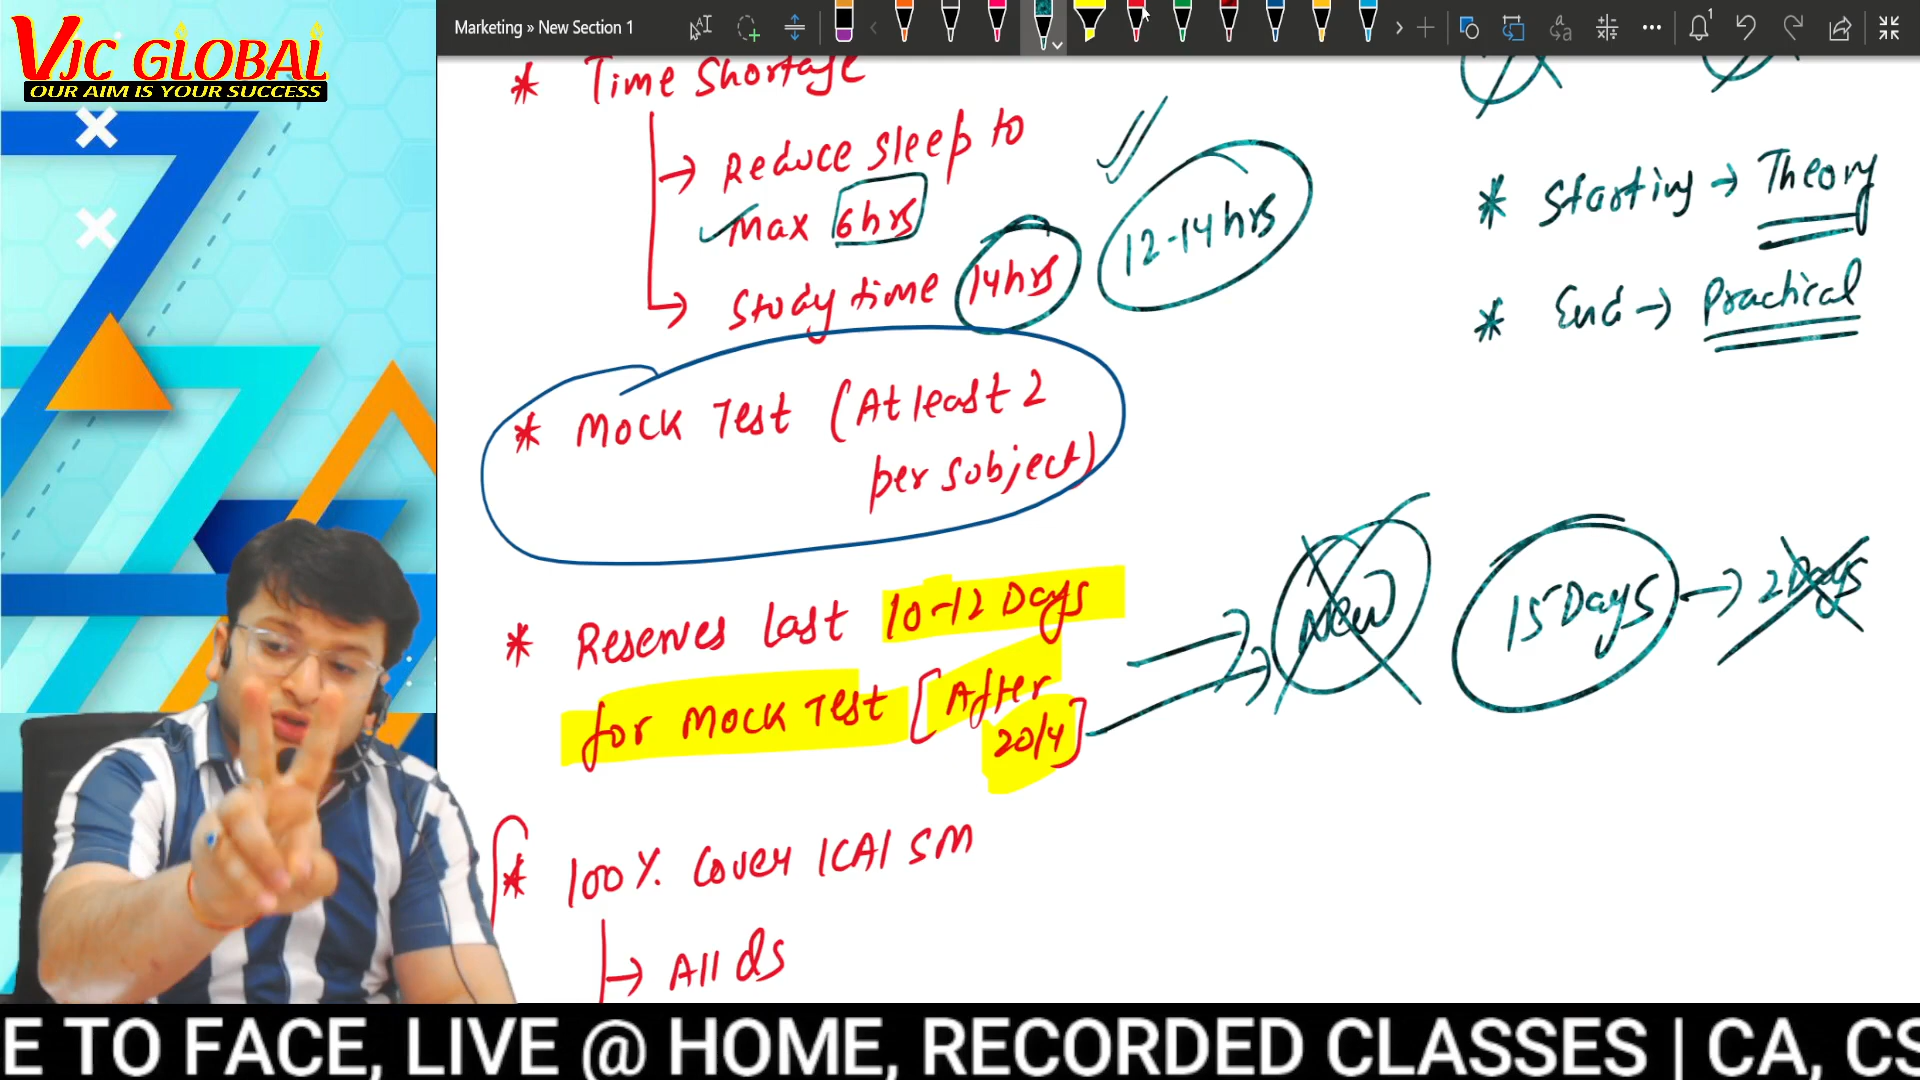 VJC GLOBAL
OUR AIM IS YOUR SUCCESS
Marketing » New Section 1
* Time Shortage
→ Reduce sleep to
Max 6hrs
12-14hrs
→ Study time 14hrs
* Starting → Theory
* End → Practical
* Mock Test (At least 2
per subject)
* Reserves last 10-12 Days
for Mock Test [After
20/4]
New
15 Days → 2 Days
* 100% Cover ICAI SM
→ All ds
E TO FACE, LIVE @ HOME, RECORDED CLASSES | CA, CS